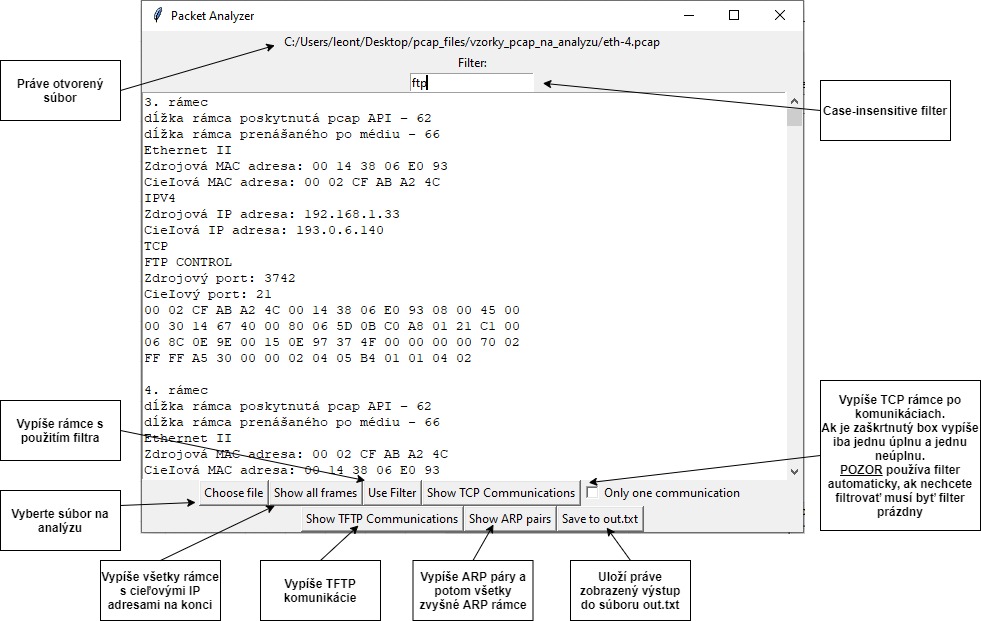 Packet Analyzer
C:/Users/leont/Desktop/pcap_files/vzorky_pcap_na_analyzu/eth-4.pcap
Filter:
ftp
Práve otvorený
súbor
Case-insensitive filter
3. rámec
dĺžka rámca poskytnutá pcap API – 62
dĺžka rámca prenášaného po médiu – 66
Ethernet II
Zdrojová MAC adresa: 00 14 38 06 E0 93
Cieľová MAC adresa: 00 02 CF AB A2 4C
IPV4
Zdrojová IP adresa: 192.168.1.33
Cieľová IP adresa: 193.0.6.140
TCP
FTP CONTROL
Zdrojový port: 3742
Cieľový port: 21
00 02 CF AB A2 4C 00 14 38 06 E0 93 08 00 45 00
00 30 14 67 40 00 80 06 5D 0B C0 A8 01 21 C1 00
06 8C 0E 9E 00 15 0E 97 37 4F 00 00 00 00 70 02
FF FF A5 30 00 00 02 04 05 B4 01 01 04 02
4. rámec
dĺžka rámca poskytnutá pcap API – 62
dĺžka rámca prenášaného po médiu – 66
Ethernet II
Zdrojová MAC adresa: 00 02 CF AB A2 4C
Cieľová MAC adresa: 00 14 38 06 E0 93
Vypíše rámce s
použitím filtra
Vypíše TCP rámce po
komunikáciach.
Ak je zaškrtnutý box vypíše
iba jednu úplnu a jednu
neúplnu.
POZOR používa filter
automaticky, ak nechcete
filtrovať musí byť filter
prázdny
Choose file
Show all frames
Use Filter
Show TCP Communications
Only one communication
Show TFTP Communications
Show ARP pairs
Save to out.txt
Vyberte súbor na
analýzu
Vypíše všetky rámce
s cieľovými IP
adresami na konci
Vypíše TFTP
komunikácie
Vypíše ARP páry a
potom všetky
zvyšné ARP rámce
Uloží práve
zobrazený výstup
do súboru out.txt